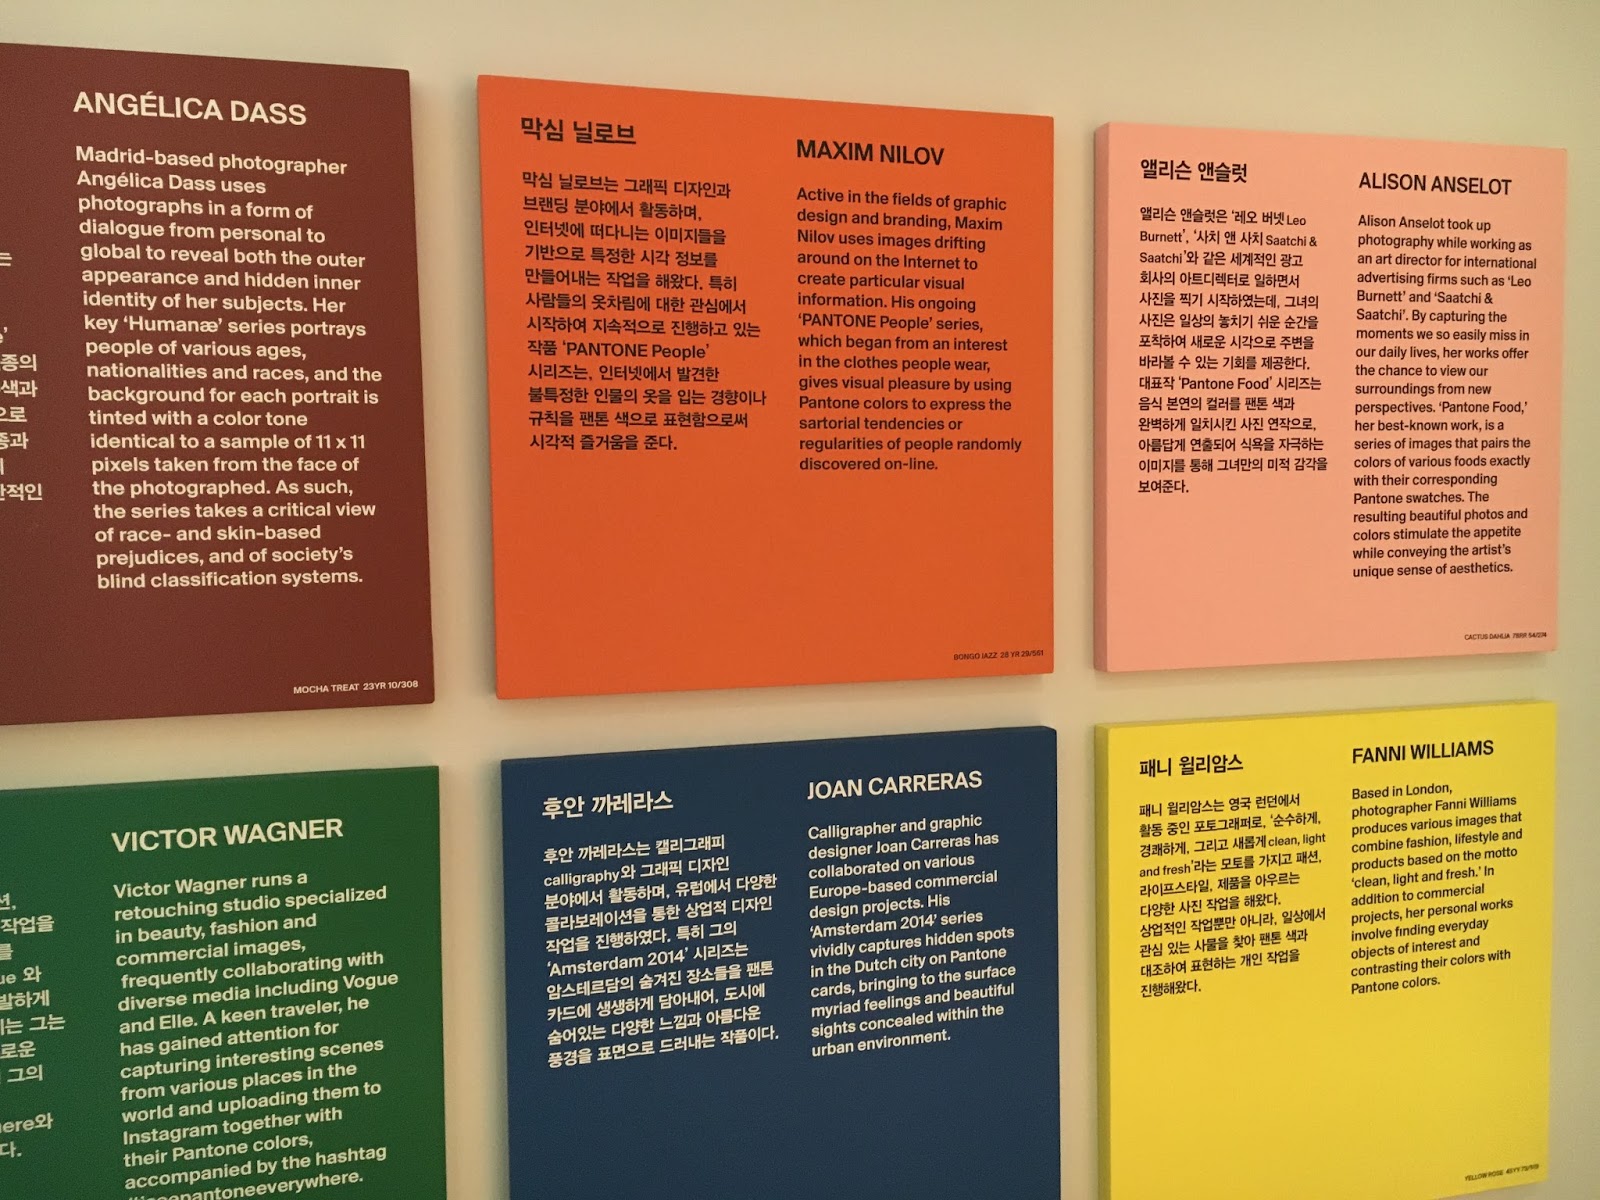 ANGÉLICA DASS
Madrid-based photographer
Angélica Dass uses
photographs in a form of
dialogue from personal to
global to reveal both the outer
appearance and hidden inner
identity of her subjects. Her
key ‘Humanæ’ series portrays
people of various ages,
nationalities and races, and the
background for each portrait is
tinted with a color tone
identical to a sample of 11 x 11
pixels taken from the face of
the photographed. As such,
the series takes a critical view
of race- and skin-based
prejudices, and of society’s
blind classification systems.
MOCHA TREAT 23YR 10/308
막심 닐로브
막심 닐로브는 그래픽 디자인과
브랜딩 분야에서 활동하며,
인터넷에 떠다니는 이미지들을
기반으로 특정한 시각 정보를
만들어내는 작업을 해왔다. 특히
사람들의 옷차림에 대한 관심에서
시작하여 지속적으로 진행하고 있는
작품 ‘PANTONE People’
시리즈는, 인터넷에서 발견한
불특정한 인물의 옷을 입는 경향이나
규칙을 팬톤 색으로 표현함으로써
시각적 즐거움을 준다.
MAXIM NILOV
Active in the fields of graphic
design and branding, Maxim
Nilov uses images drifting
around on the Internet to
create particular visual
information. His ongoing
‘PANTONE People’ series,
which began from an interest
in the clothes people wear,
gives visual pleasure by using
Pantone colors to express the
sartorial tendencies or
regularities of people randomly
discovered on-line.
BONGO JAZZ 28 YR 29/561
앨리슨 앤슬럿
앨리슨 앤슬럿은 ‘레오 버넷 Leo
Burnett’, ‘사치 앤 사치 Saatchi &
Saatchi’와 같은 세계적인 광고
회사의 아트디렉터로 일하면서
사진을 찍기 시작하였는데, 그녀의
사진은 일상의 놓치기 쉬운 순간을
포착하여 새로운 시각으로 주변을
바라볼 수 있는 기회를 제공한다.
대표작 ‘Pantone Food’ 시리즈는
음식 본연의 컬러를 팬톤 색과
완벽하게 일치시킨 사진 연작으로,
아름답게 연출되어 식욕을 자극하는
이미지를 통해 그녀만의 미적 감각을
보여준다.
ALISON ANSELOT
Alison Anselot took up
photography while working as
an art director for international
advertising firms such as ‘Leo
Burnett’ and ‘Saatchi &
Saatchi’. By capturing the
moments we so easily miss in
our daily lives, her works offer
the chance to view our
surroundings from new
perspectives. ‘Pantone Food,’
her best-known work, is a
series of images that pairs the
colors of various foods exactly
with their corresponding
Pantone swatches. The
resulting beautiful photos and
colors stimulate the appetite
while conveying the artist’s
unique sense of aesthetics.
CACTUS DAHLIA
VICTOR WAGNER
Victor Wagner runs a
retouching studio specialized
in beauty, fashion and
commercial images,
frequently collaborating with
diverse media including Vogue
and Elle. A keen traveler, he
has gained attention for
capturing interesting scenes
from various places in the
world and uploading them to
Instagram together with
their Pantone colors,
accompanied by the hashtag
후안 까레라스
후안 까레라스는 캘리그래피
calligraphy와 그래픽 디자인
분야에서 활동하며, 유럽에서 다양한
콜라보레이션을 통한 상업적 디자인
작업을 진행하였다. 특히 그의
‘Amsterdam 2014’ 시리즈는
암스테르담의 숨겨진 장소들을 팬톤
카드에 생생하게 담아내어, 도시에
숨어있는 다양한 느낌과 아름다운
풍경을 표면으로 드러내는 작품이다.
JOAN CARRERAS
Calligrapher and graphic
designer Joan Carreras has
collaborated on various
Europe-based commercial
design projects. His
‘Amsterdam 2014’ series
vividly captures hidden spots
in the Dutch city on Pantone
cards, bringing to the surface
myriad feelings and beautiful
sights concealed within the
urban environment.
패니 윌리암스
패니 윌리암스는 영국 런던에서
활동 중인 포토그래퍼로, ‘순수하게,
경쾌하게, 그리고 새롭게 clean, light
and fresh’라는 모토를 가지고 패션,
라이프스타일, 제품을 아우르는
다양한 사진 작업을 해왔다.
상업적인 작업뿐만 아니라, 일상에서
관심 있는 사물을 찾아 팬톤 색과
대조하여 표현하는 개인 작업을
진행해왔다.
FANNI WILLIAMS
Based in London,
photographer Fanni Williams
produces various images that
combine fashion, lifestyle and
products based on the motto
‘clean, light and fresh.’ In
addition to commercial
projects, her personal works
involve finding everyday
objects of interest and
contrasting their colors with
Pantone colors.
YELLOW ROSE